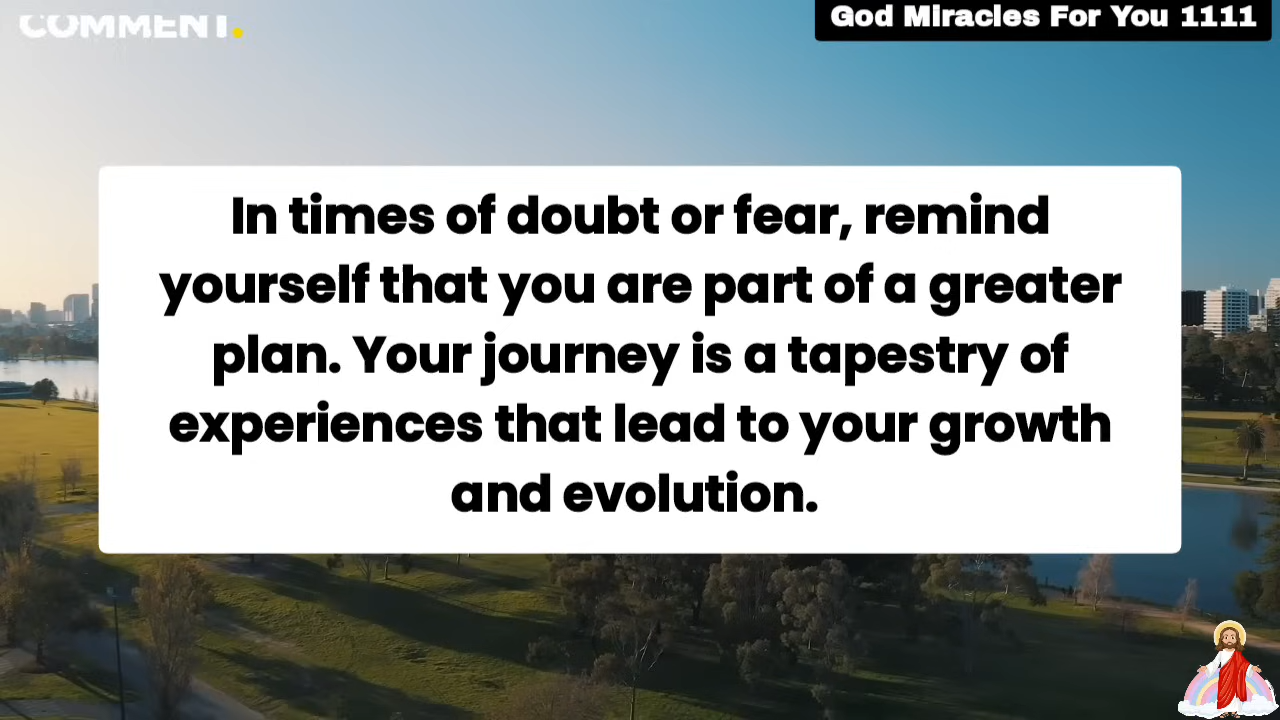 COMMENT.
God Miracles For You 1111
In times of doubt or fear, remind
yourself that you are part of a greater
plan. Your journey is a tapestry of
experiences that lead to your growth
and evolution.